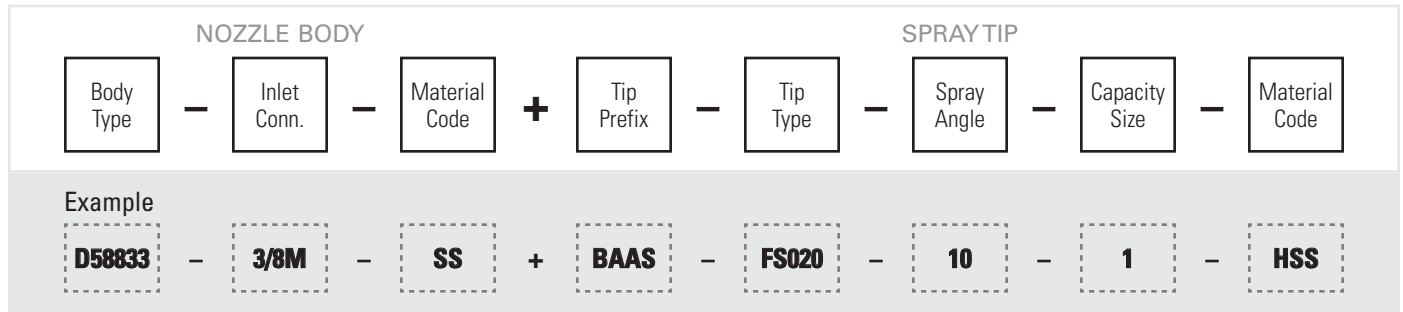 NOZZLE BODY SPRAY TIP
Body Type – Inlet Conn. – Material Code + Tip Prefix – Tip Type – Spray Angle – Capacity Size – Material Code
Example
D58833 – 3/8M – SS + BAAS – FS020 – 10 – 1 – HSS